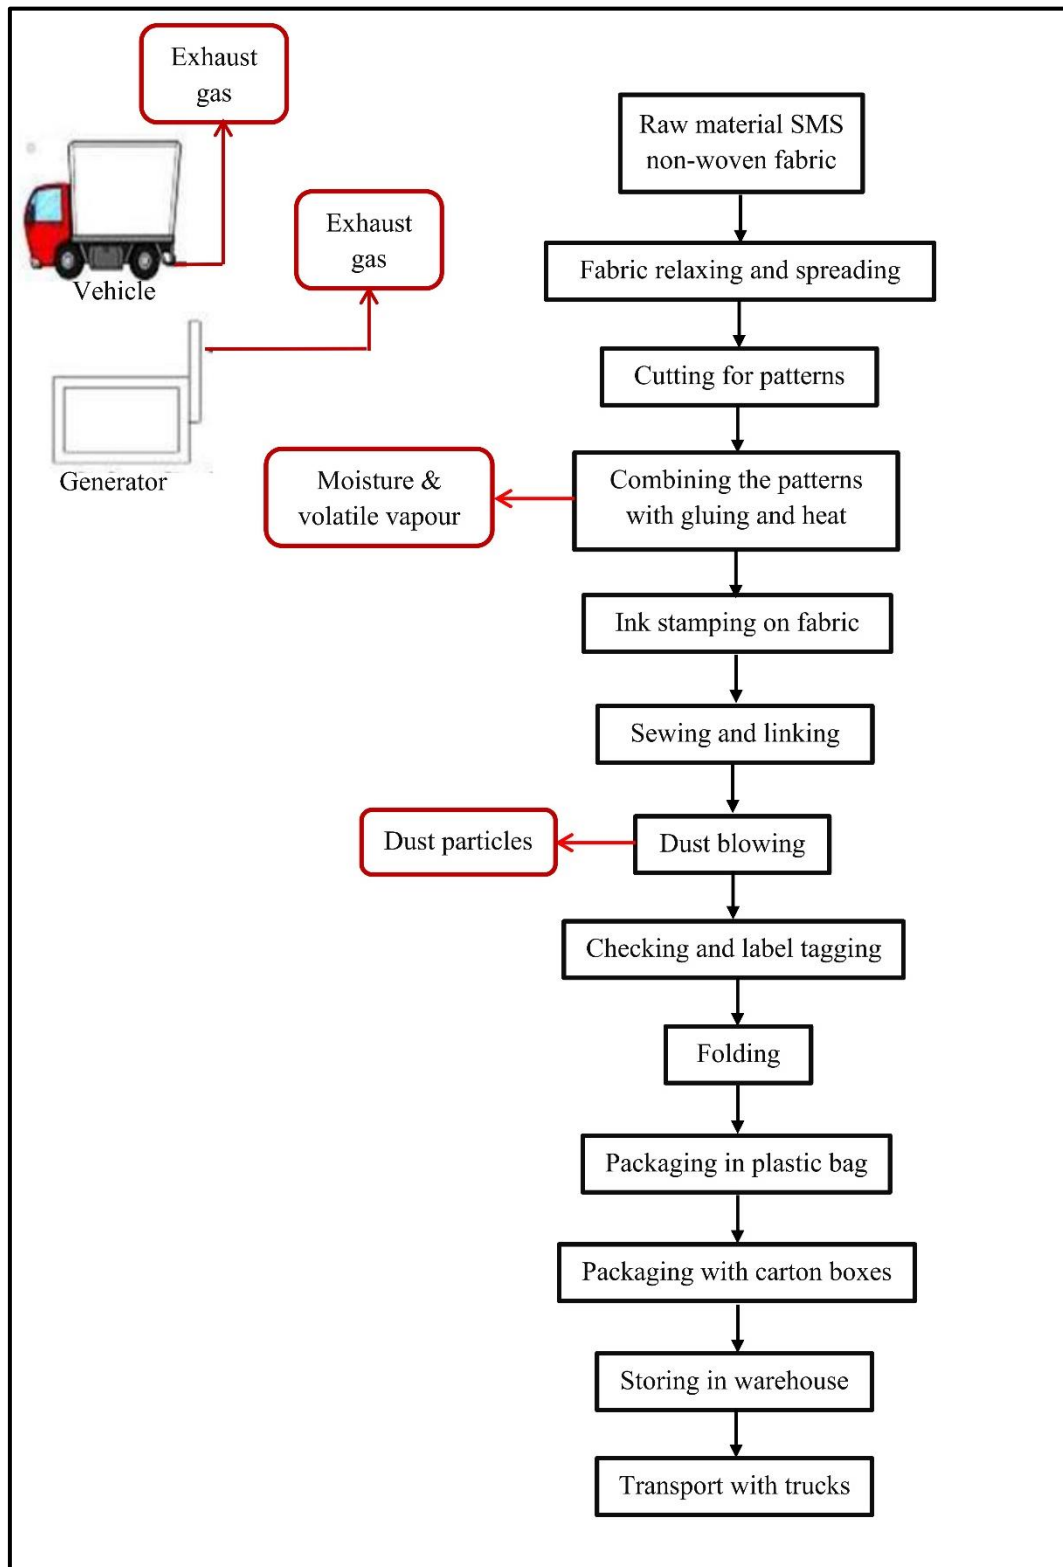 Exhaust
gas
Vehicle
Exhaust
gas
Generator
Raw material SMS
non-woven fabric
Fabric relaxing and spreading
Cutting for patterns
Moisture &
volatile vapour
Combining the patterns
with gluing and heat
Ink stamping on fabric
Sewing and linking
Dust particles
Dust blowing
Checking and label tagging
Folding
Packaging in plastic bag
Packaging with carton boxes
Storing in warehouse
Transport with trucks